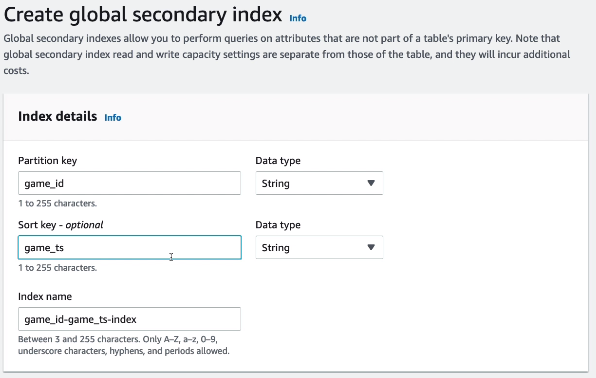 Create global secondary index Info
Global secondary indexes allow you to perform queries on attributes that are not part of a table's primary key. Note that
global secondary index read and write capacity settings are separate from those of the table, and they will incur additional
costs.
Index details Info
Partition key
Data type
game_id
String
1 to 255 characters.
Sort key - optional
Data type
game_ts
String
1 to 255 characters.
Index name
game_id-game_ts-index
Between 3 and 255 characters. Only A–Z, a–z, 0–9,
underscore characters, hyphens, and periods allowed.